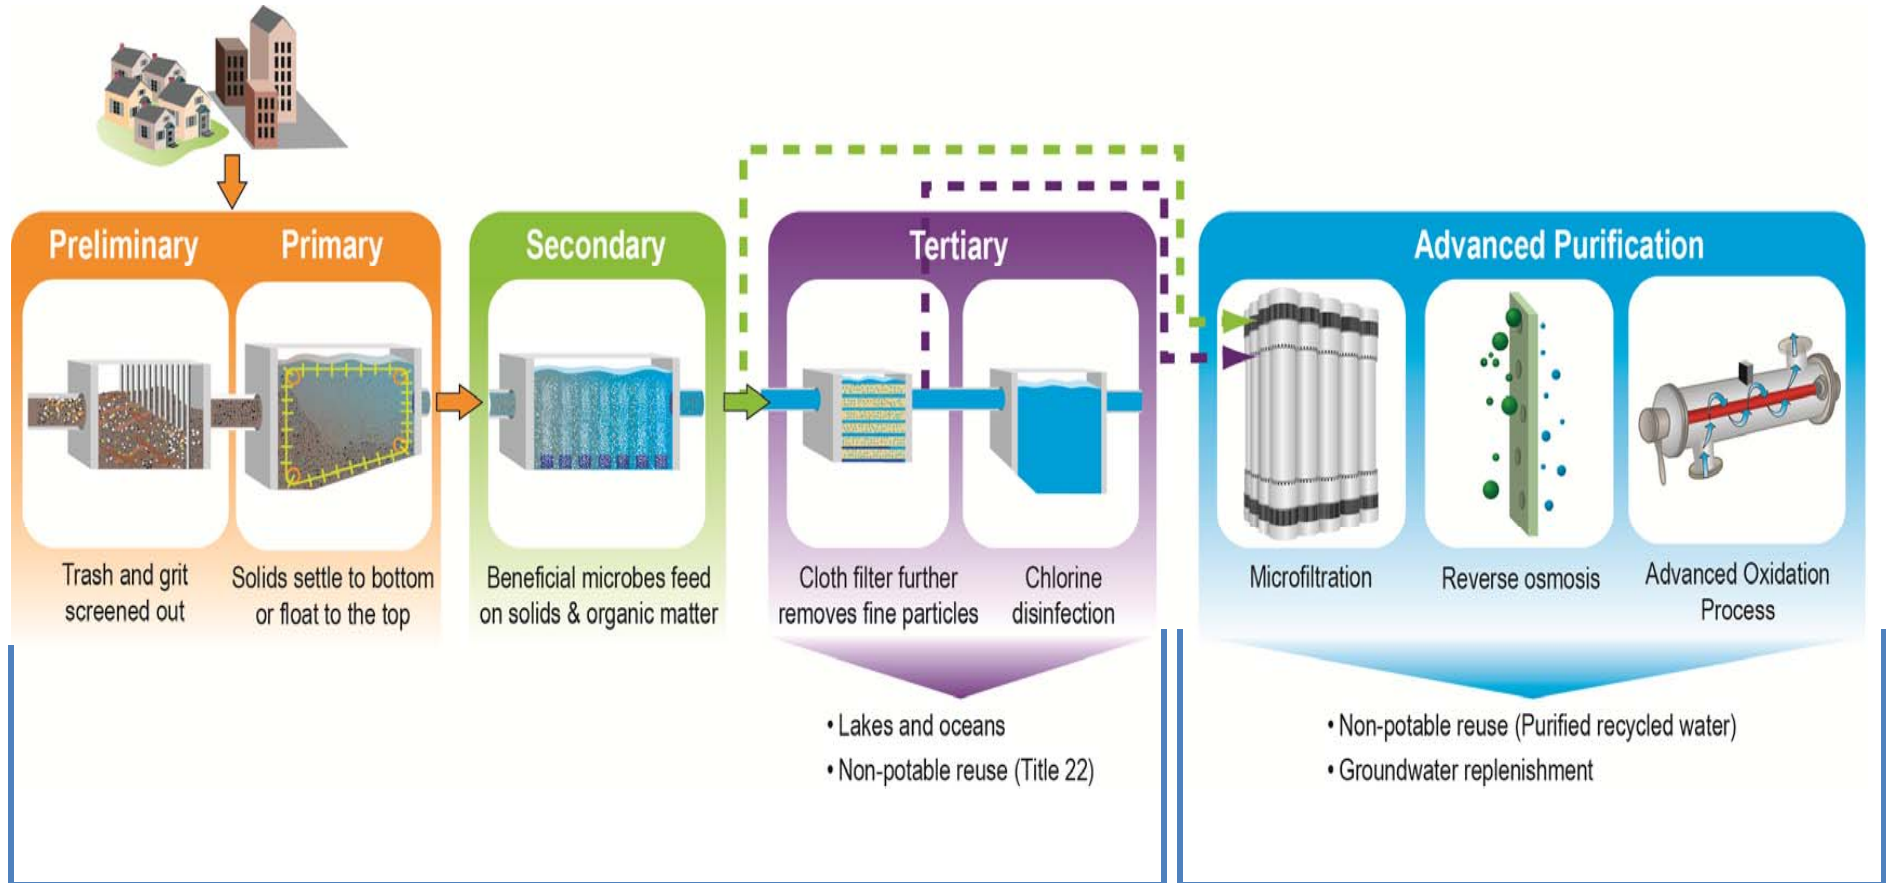 Preliminary
Primary
Secondary
Tertiary
Advanced Purification
Trash and grit
screened out
Solids settle to bottom
or float to the top
Beneficial microbes feed
on solids & organic matter
Cloth filter further
removes fine particles
Chlorine
disinfection
Microfiltration
Reverse osmosis
Advanced Oxidation
Process
• Lakes and oceans
• Non-potable reuse (Title 22)
• Non-potable reuse (Purified recycled water)
• Groundwater replenishment